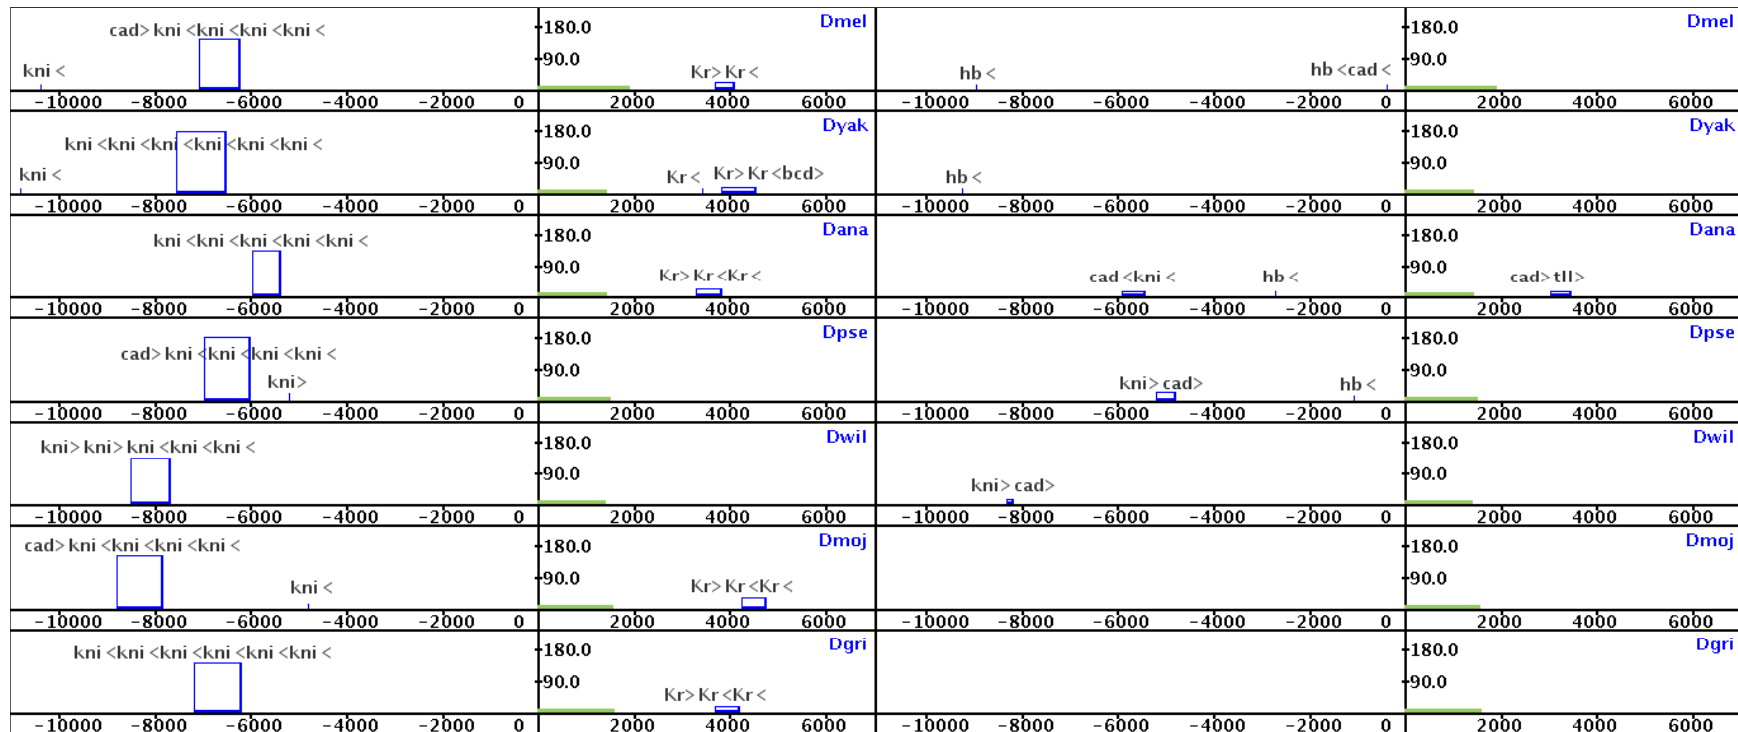 cad> kni <kni <kni <kni < 180.0 Dmel 180.0 Dmel
kni < 90.0 Kr> Kr < hb < hb <cad < 90.0
-10000 -8000 -6000 -4000 -2000 0 2000 4000 6000 -10000 -8000 -6000 -4000 -2000 0 2000 4000 6000
kni <kni <kni <kni <kni <kni < 180.0 Dyak 180.0 Dyak
kni < 90.0 Kr < Kr> Kr <bcd> hb < 90.0
-10000 -8000 -6000 -4000 -2000 0 2000 4000 6000 -10000 -8000 -6000 -4000 -2000 0 2000 4000 6000
kni <kni <kni <kni <kni < 180.0 Dana 180.0 Dana
90.0 Kr> Kr <Kr < cad <kni < hb < 90.0 cad> tll>
-10000 -8000 -6000 -4000 -2000 0 2000 4000 6000 -10000 -8000 -6000 -4000 -2000 0 2000 4000 6000
cad> kni <kni <kni <kni < 180.0 Dpse 180.0 Dpse
kni> 90.0 kni> cad> hb < 90.0
-10000 -8000 -6000 -4000 -2000 0 2000 4000 6000 -10000 -8000 -6000 -4000 -2000 0 2000 4000 6000
kni> kni> kni <kni <kni < 180.0 Dwil 180.0 Dwil
90.0 kni> cad> 90.0
-10000 -8000 -6000 -4000 -2000 0 2000 4000 6000 -10000 -8000 -6000 -4000 -2000 0 2000 4000 6000
cad> kni <kni <kni <kni < 180.0 Dmoj 180.0 Dmoj
kni < 90.0 Kr> Kr <Kr < 90.0
-10000 -8000 -6000 -4000 -2000 0 2000 4000 6000 -10000 -8000 -6000 -4000 -2000 0 2000 4000 6000
kni <kni <kni <kni <kni <kni < 180.0 Dgri 180.0 Dgri
90.0 Kr> Kr <Kr < 90.0
-10000 -8000 -6000 -4000 -2000 0 2000 4000 6000 -10000 -8000 -6000 -4000 -2000 0 2000 4000 6000